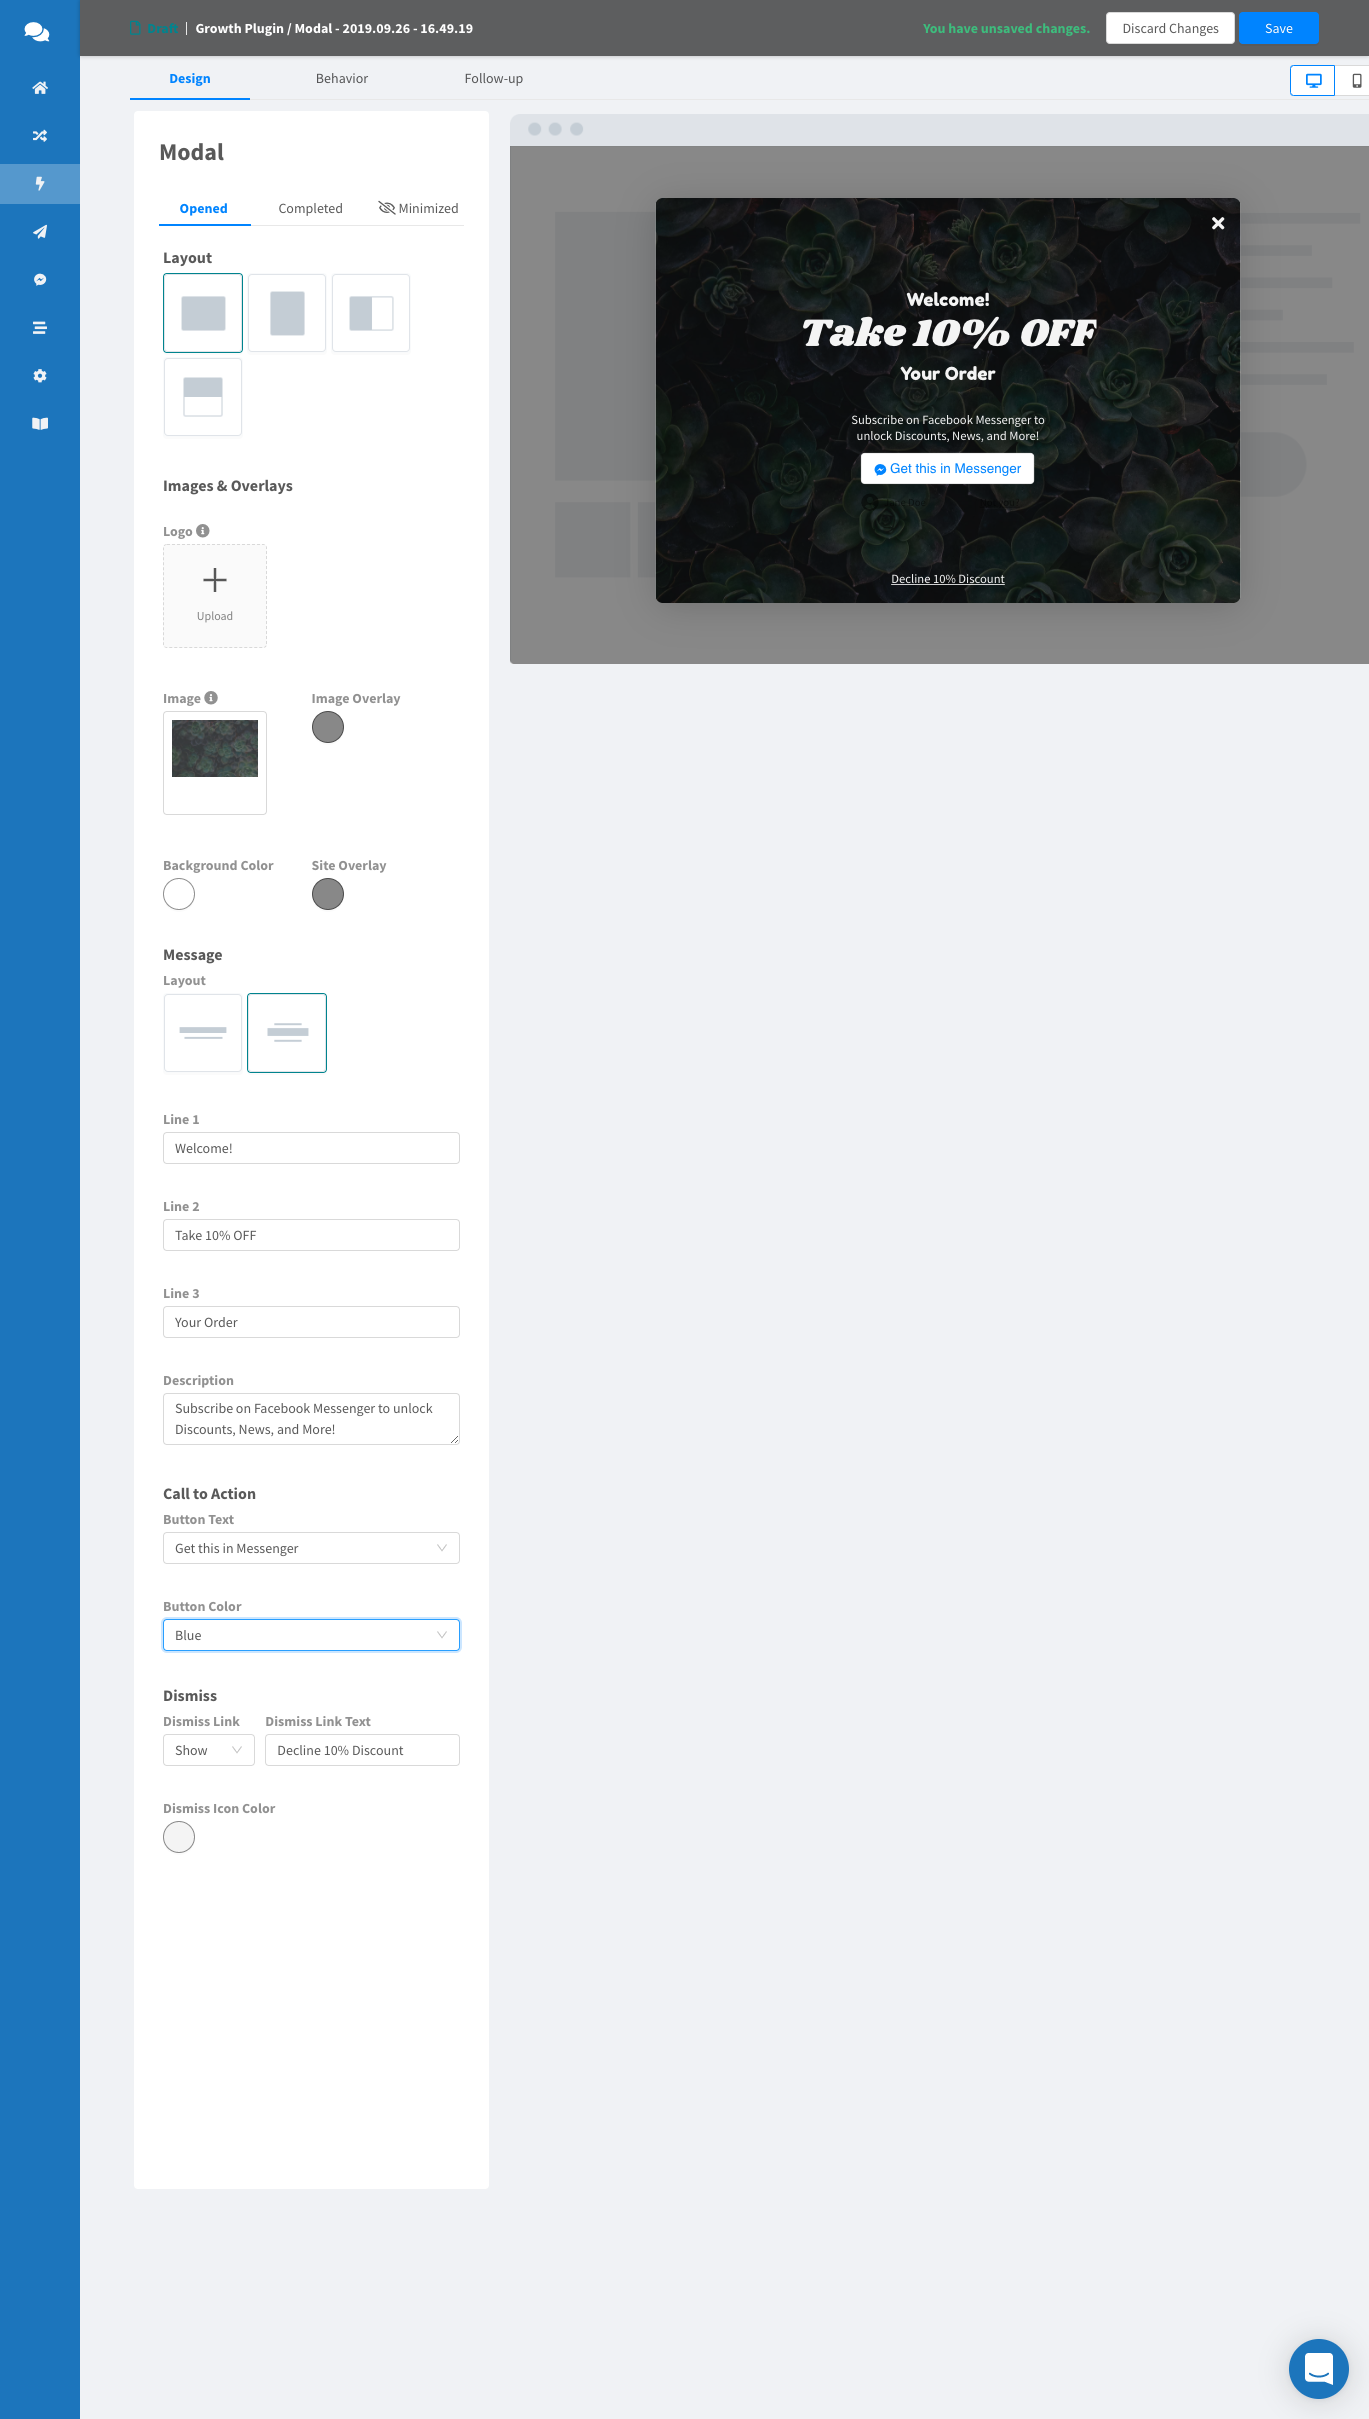 Draft | Growth Plugin / Modal - 2019.09.26 - 16.49.19
You have unsaved changes.
Discard Changes
Save
Design
Behavior
Follow-up
Modal
Opened
Completed
Minimized
Layout
Images & Overlays
Logo
Upload
Image
Image Overlay
Background Color
Site Overlay
Message
Layout
Line 1
Welcome!
Line 2
Take 10% OFF
Line 3
Your Order
Description
Subscribe on Facebook Messenger to unlock
Discounts, News, and More!
Call to Action
Button Text
Get this in Messenger
Button Color
Blue
Dismiss
Dismiss Link
Dismiss Link Text
Show
Decline 10% Discount
Dismiss Icon Color
Welcome!
Take 10% OFF
Your Order
Subscribe on Facebook Messenger to
unlock Discounts, News, and More!
Get this in Messenger
Decline 10% Discount